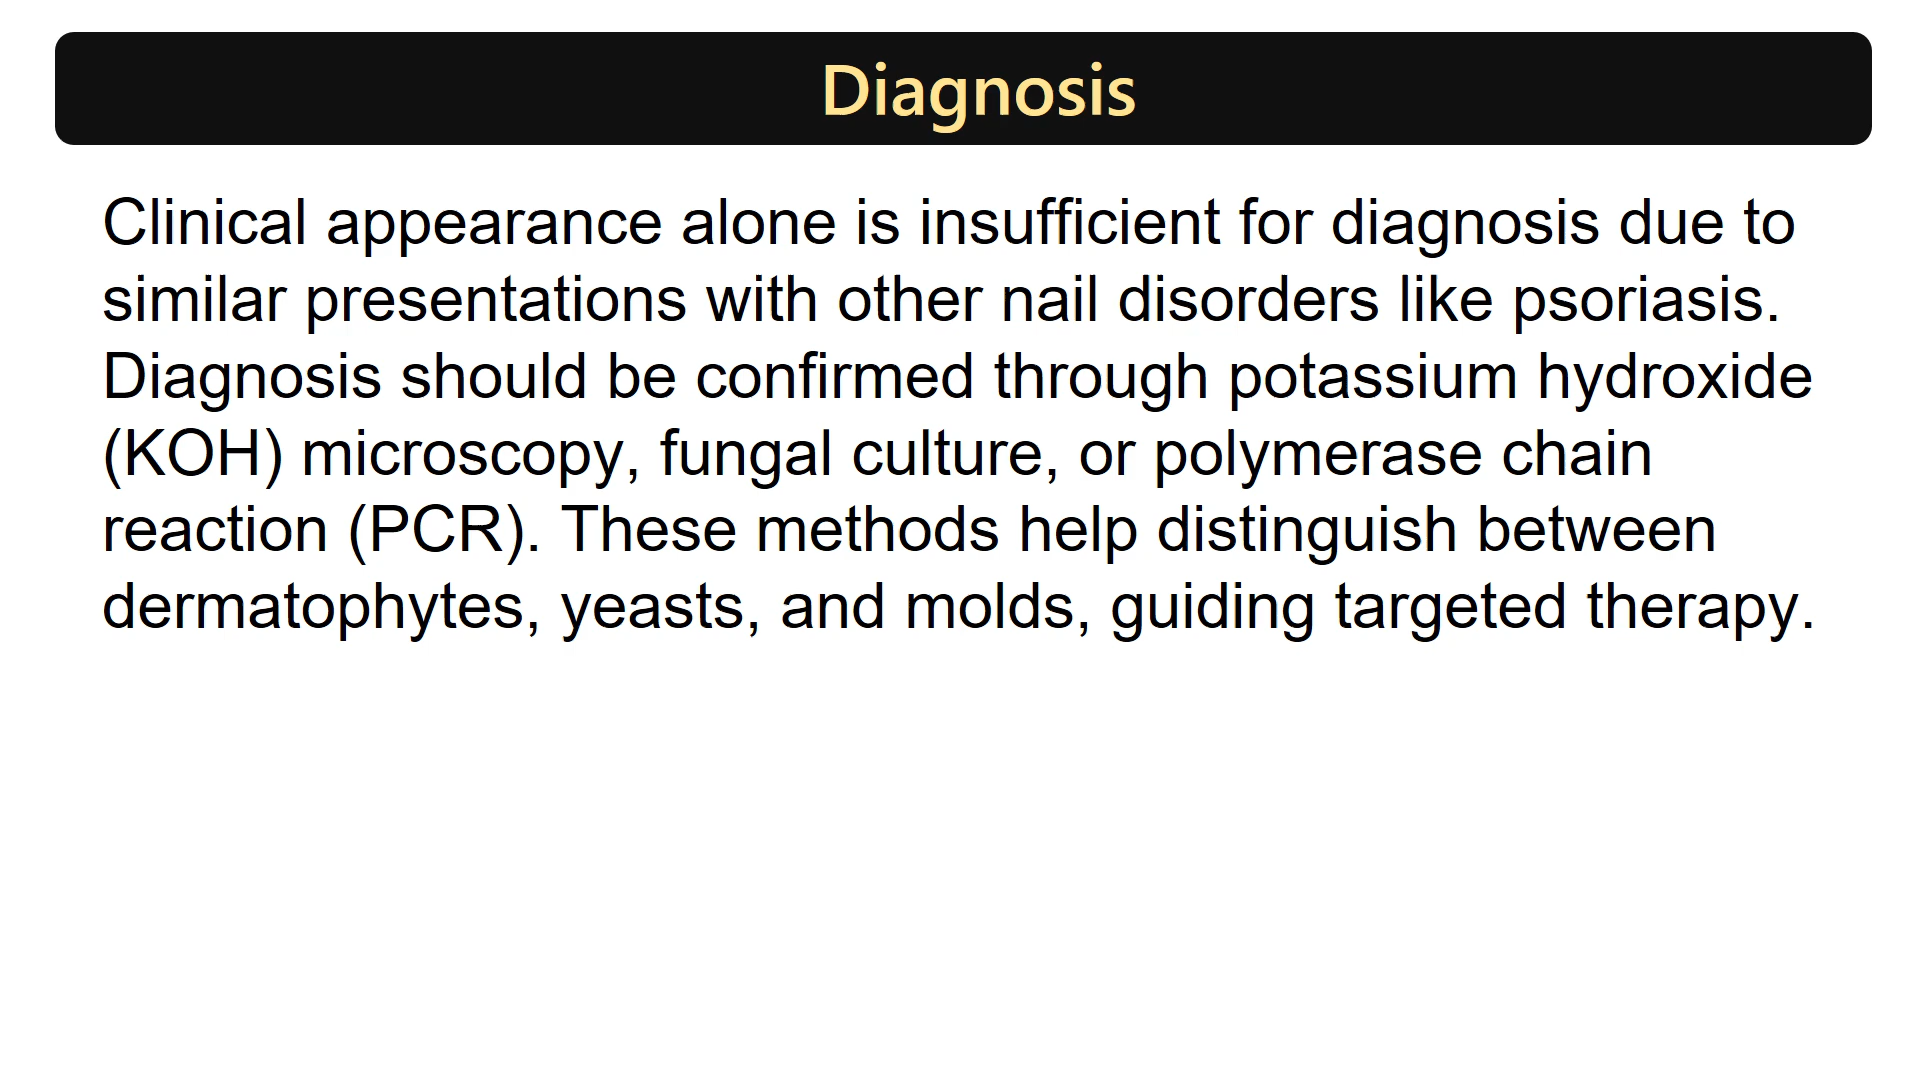 Diagnosis
Clinical appearance alone is insufficient for diagnosis due to
similar presentations with other nail disorders like psoriasis.
Diagnosis should be confirmed through potassium hydroxide
(KOH) microscopy, fungal culture, or polymerase chain
reaction (PCR). These methods help distinguish between
dermatophytes, yeasts, and molds, guiding targeted therapy.